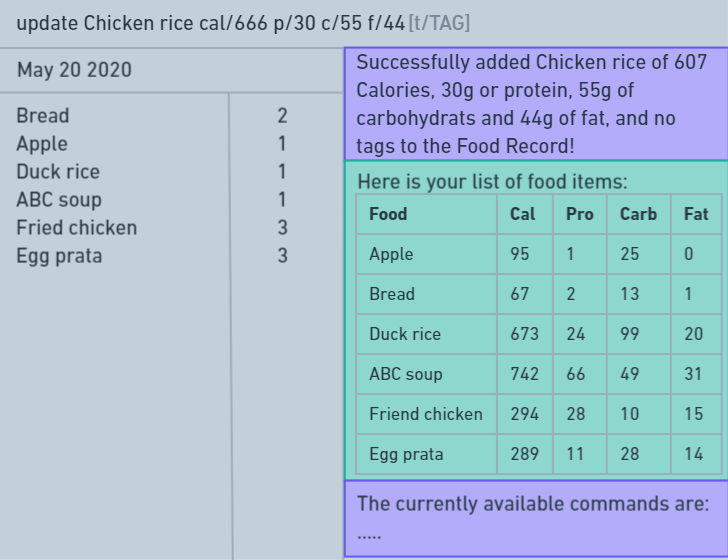 update Chicken rice cal/666 p/30 c/55 f/44 [t/TAG]
May 20 2020
Bread 2
Apple 1
Duck rice 1
ABC soup 1
Fried chicken 3
Egg prata 3
Successfully added Chicken rice of 607
Calories, 30g or protein, 55g of
carbohydrats and 44g of fat, and no
tags to the Food Record!
Here is your list of food items:
Food Cal Pro Carb Fat
Apple 95 1 25 0
Bread 67 2 13 1
Duck rice 673 24 99 20
ABC soup 742 66 49 31
Friend chicken 294 28 10 15
Egg prata 289 11 28 14
The currently available commands are:
.....